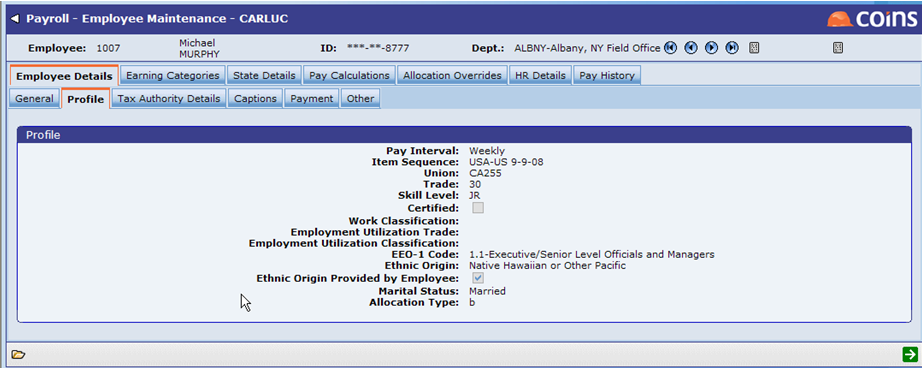 Payroll - Employee Maintenance - CARLUC
coins
Employee: 1007 Michael MURPHY ID: ***-**-8777 Dept.: ALBNY-Albany, NY Field Office
Employee Details Earning Categories State Details Pay Calculations Allocation Overrides HR Details Pay History
General Profile Tax Authority Details Captions Payment Other
Profile
Pay Interval: Weekly
Item Sequence: USA-US 9-9-08
Union: CA255
Trade: 30
Skill Level: JR
Certified:
Work Classification:
Employment Utilization Trade:
Employment Utilization Classification:
EEO-1 Code: 1.1-Executive/Senior Level Officials and Managers
Ethnic Origin: Native Hawaiian or Other Pacific
Ethnic Origin Provided by Employee:
Marital Status: Married
Allocation Type: b